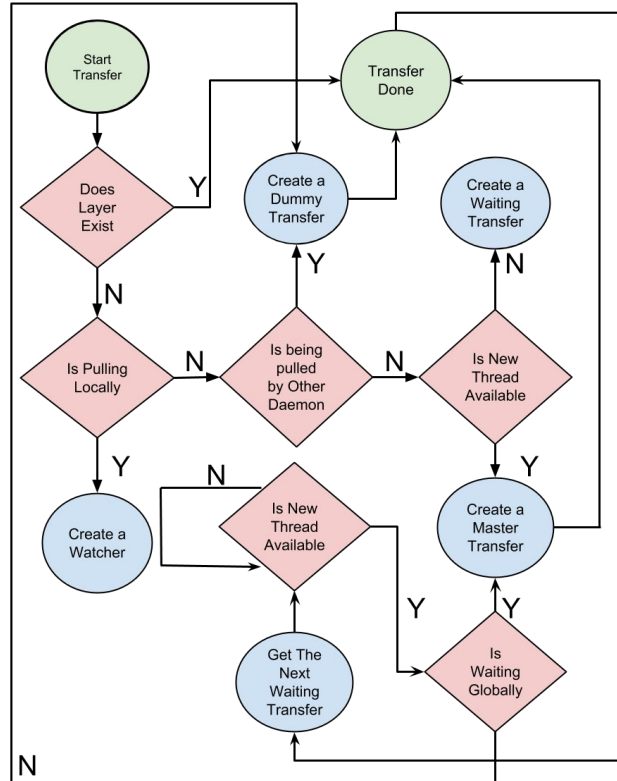 Start
Transfer
Transfer
Done
Does
Layer
Exist
Y
Create a
Dummy
Transfer
Create a
Waiting
Transfer
N
Y
N
Is Pulling
Locally
N
Is being
pulled
by Other
Daemon
N
Is New
Thread
Available
Y
Y
N
Create a
Watcher
Is New
Thread
Available
Create a
Master
Transfer
Y
Y
Get The
Next
Waiting
Transfer
Is
Waiting
Globally
N